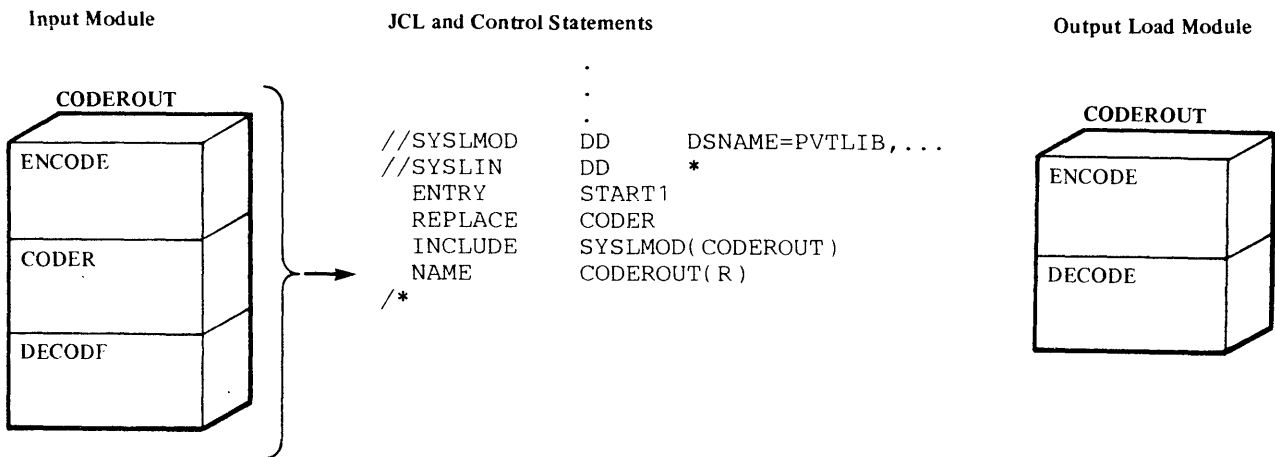 Input Module
JCL and Control Statements
Output Load Module
CODEROUT
ENCODE
CODER
DECODE
.
.
.
//SYSLMOD DD DSNAME=PVTLIB,...
//SYSLIN DD *
ENTRY START1
REPLACE CODER
INCLUDE SYSLMOD(CODEROUT)
NAME CODEROUT(R)
/*
CODEROUT
ENCODE
DECODE